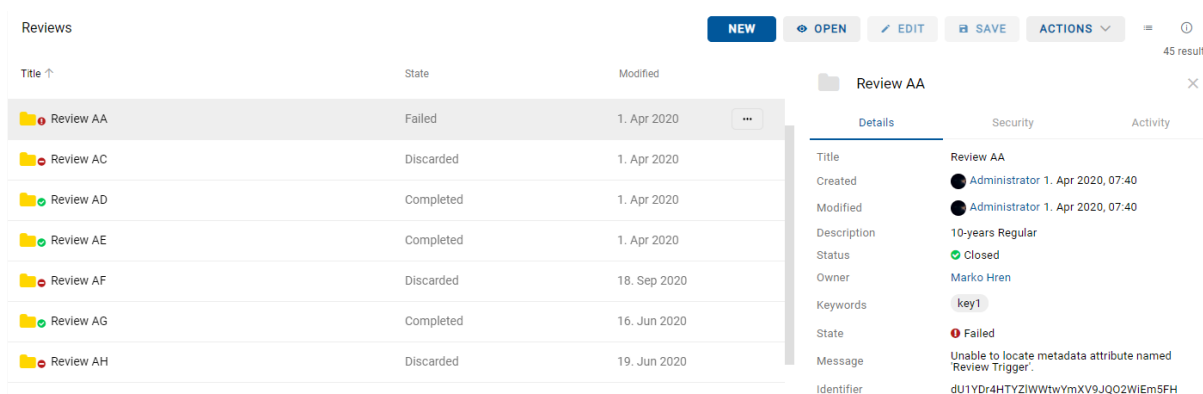 Reviews
NEW
OPEN
EDIT
SAVE
ACTIONS
45 result
Title
State
Modified
Review AA
Failed
1. Apr 2020
Review AC
Discarded
1. Apr 2020
Review AD
Completed
1. Apr 2020
Review AE
Completed
1. Apr 2020
Review AF
Discarded
18. Sep 2020
Review AG
Completed
16. Jun 2020
Review AH
Discarded
19. Jun 2020
Review AA
Details
Security
Activity
Title
Review AA
Created
Administrator 1. Apr 2020, 07:40
Modified
Administrator 1. Apr 2020, 07:40
Description
10-years Regular
Status
Closed
Owner
Marko Hren
Keywords
key1
State
Failed
Message
Unable to locate metadata attribute named
'Review Trigger'.
Identifier
dU1YDr4HTYZlWWtwYmXV9JQO2WiEm5FH